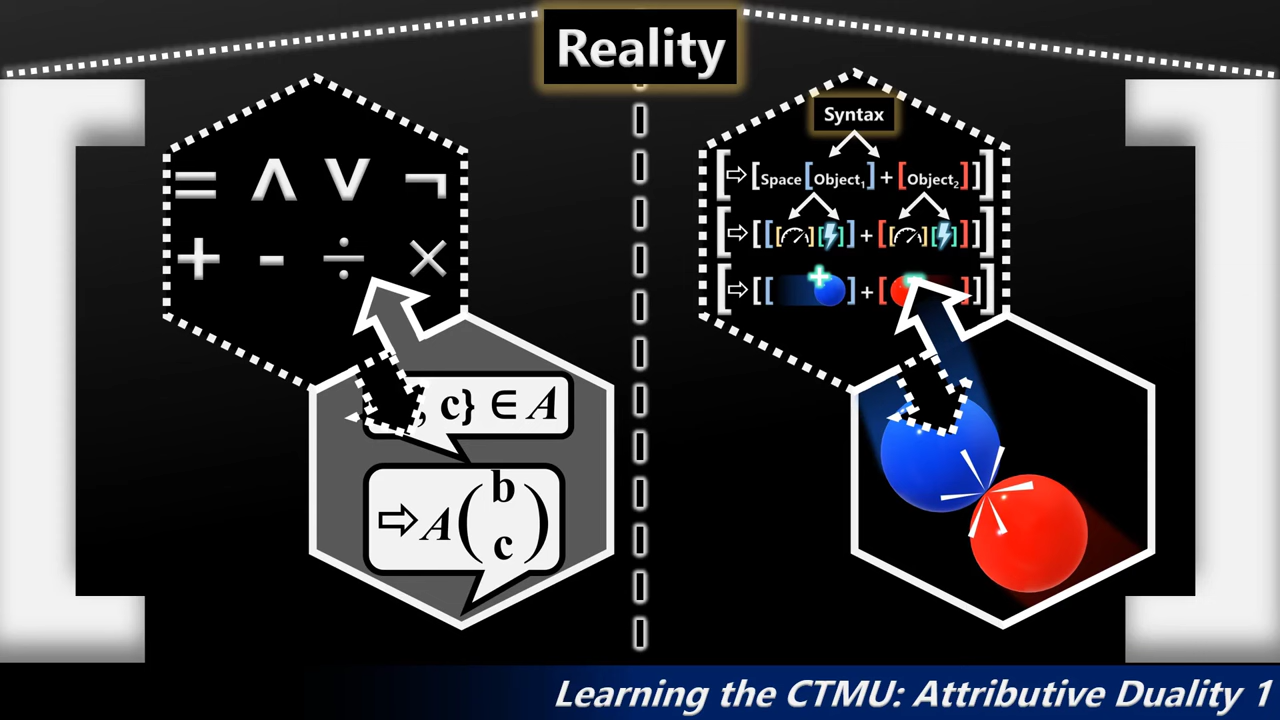 Reality
= ∧ ∨ ¬
+ - ÷ ×
, c} ∈ A
⇨A(b
c)
Syntax
[⇨[Space[Object₁]+[Object₂]]]
[⇨[[[][]]+[[][]]]]
[⇨[[+]+[]]]
Learning the CTMU: Attributive Duality 1